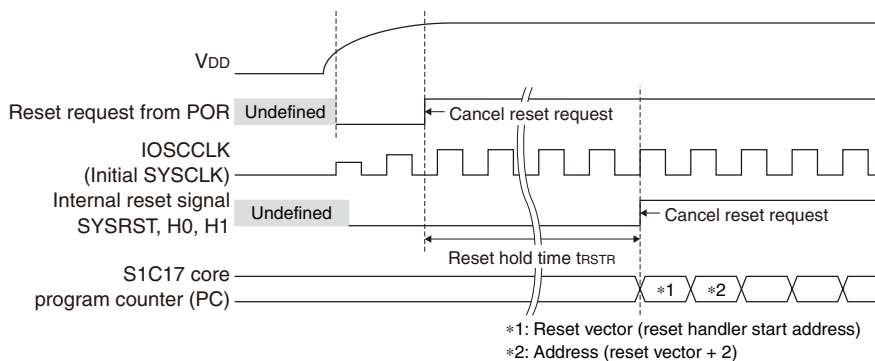 VDD
Reset request from POR
Undefined
Cancel reset request
IOSCCLK
(Initial SYSCLK)
Internal reset signal
SYSRST, H0, H1
Undefined
Cancel reset request
Reset hold time tRSTR
S1C17 core
program counter (PC)
*1
*2
*1: Reset vector (reset handler start address)
*2: Address (reset vector + 2)